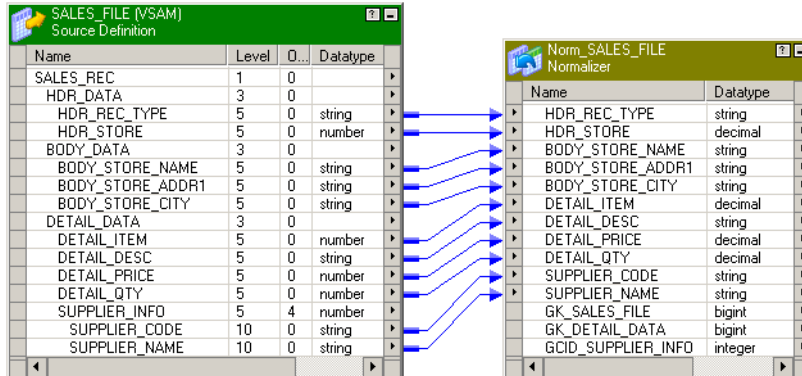 SALES_FILE (VSAM)
Source Definition
Name Level O... Datatype
SALES_REC 1 0
HDR_DATA 3 0
HDR_REC_TYPE 5 0 string
HDR_STORE 5 0 number
BODY_DATA 3 0
BODY_STORE_NAME 5 0 string
BODY_STORE_ADDR1 5 0 string
BODY_STORE_CITY 5 0 string
DETAIL_DATA 3 0
DETAIL_ITEM 5 0 number
DETAIL_DESC 5 0 string
DETAIL_PRICE 5 0 number
DETAIL_QTY 5 0 number
SUPPLIER_INFO 5 4 number
SUPPLIER_CODE 10 0 string
SUPPLIER_NAME 10 0 string
Norm_SALES_FILE
Normalizer
Name Datatype
HDR_REC_TYPE string
HDR_STORE decimal
BODY_STORE_NAME string
BODY_STORE_ADDR1 string
BODY_STORE_CITY string
DETAIL_ITEM decimal
DETAIL_DESC string
DETAIL_PRICE decimal
DETAIL_QTY decimal
SUPPLIER_CODE string
SUPPLIER_NAME string
GK_SALES_FILE bigint
GK_DETAIL_DATA bigint
GCID_SUPPLIER_INFO integer